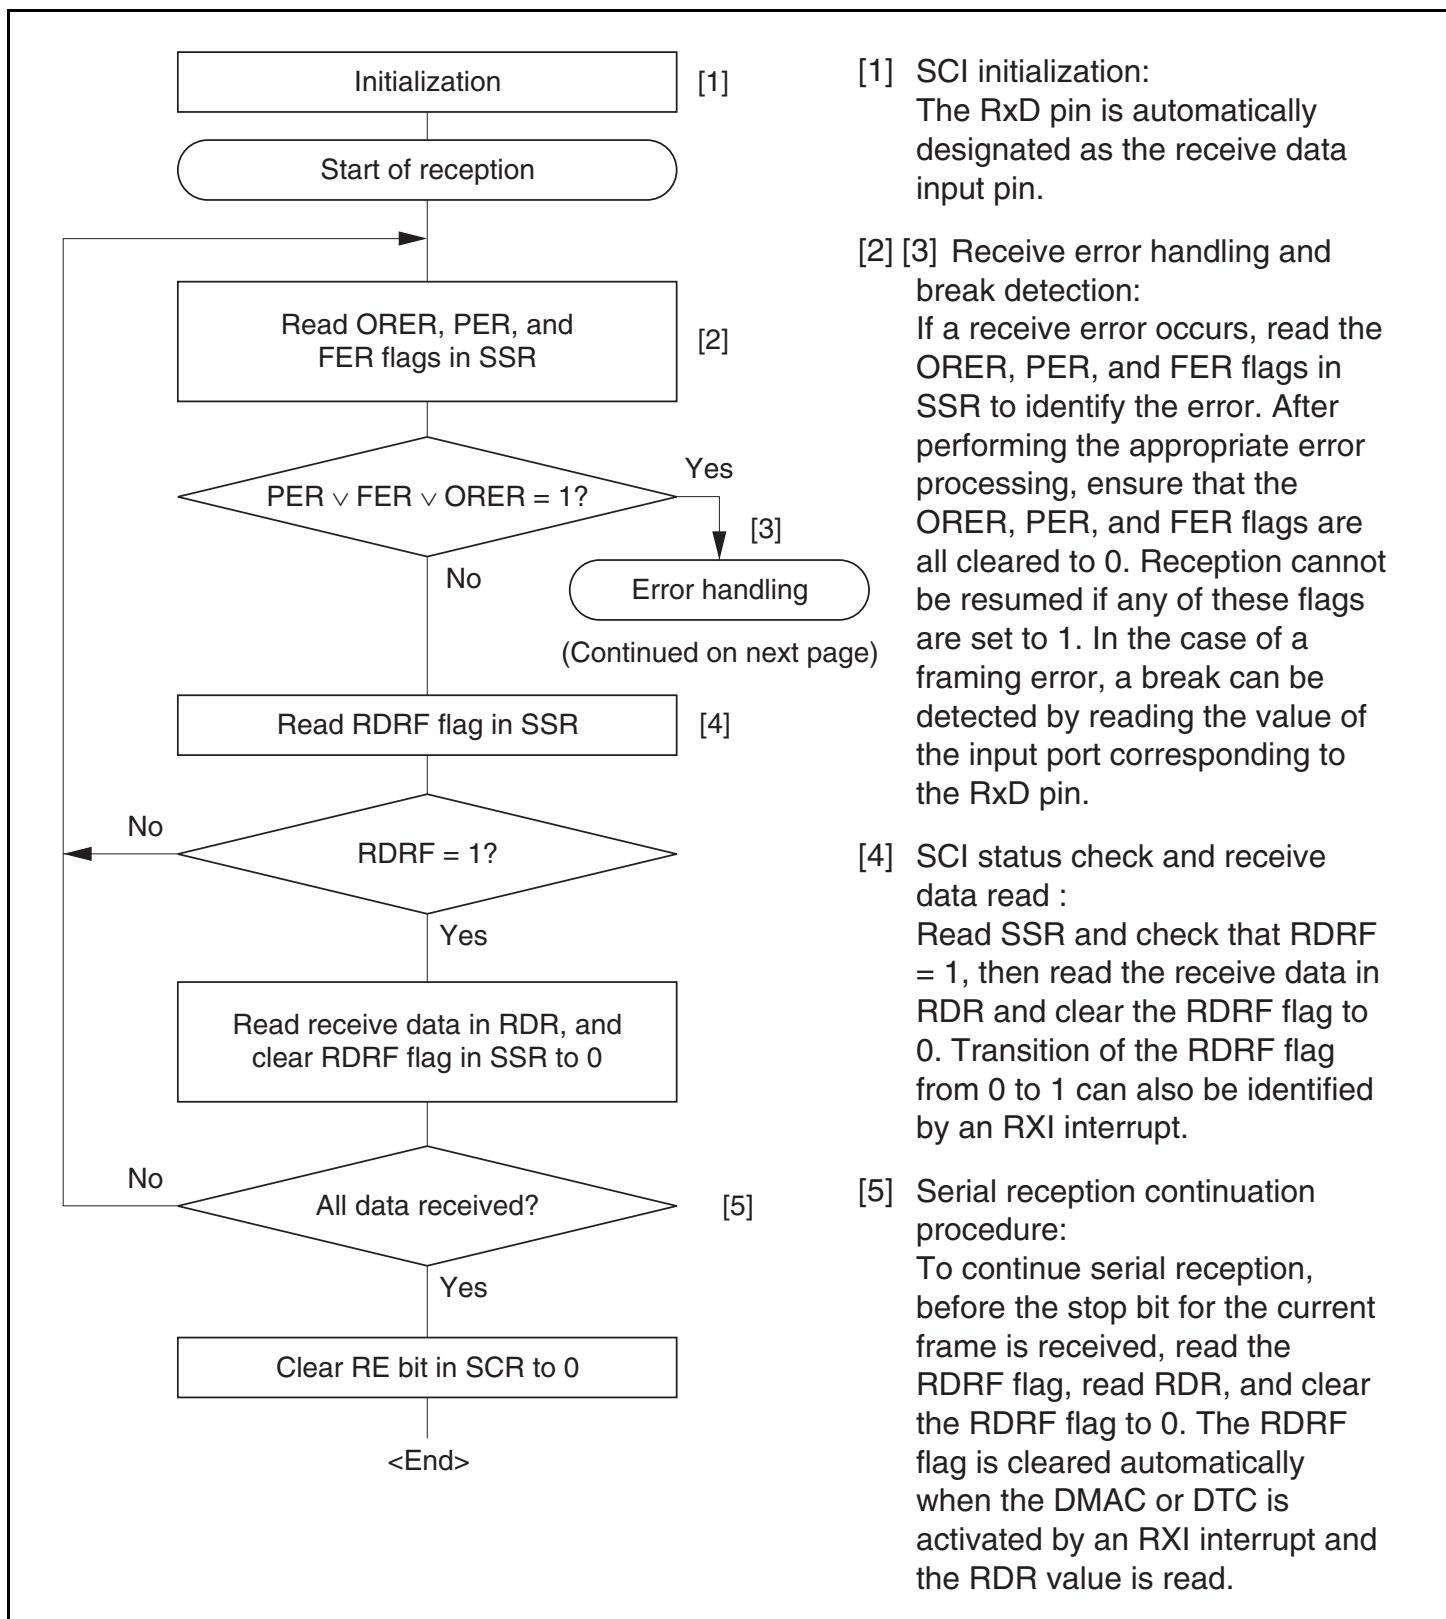 Initialization
[1]
Start of reception
Read ORER, PER, and
FER flags in SSR
[2]
PER ∨ FER ∨ ORER = 1?
Yes
[3]
No
Error handling
(Continued on next page)
Read RDRF flag in SSR
[4]
No
RDRF = 1?
Yes
Read receive data in RDR, and
clear RDRF flag in SSR to 0
No
All data received?
[5]
Yes
Clear RE bit in SCR to 0
<End>
[1] SCI initialization:
The RxD pin is automatically
designated as the receive data
input pin.
[2] [3] Receive error handling and
break detection:
If a receive error occurs, read the
ORER, PER, and FER flags in
SSR to identify the error. After
performing the appropriate error
processing, ensure that the
ORER, PER, and FER flags are
all cleared to 0. Reception cannot
be resumed if any of these flags
are set to 1. In the case of a
framing error, a break can be
detected by reading the value of
the input port corresponding to
the RxD pin.
[4] SCI status check and receive
data read :
Read SSR and check that RDRF
= 1, then read the receive data in
RDR and clear the RDRF flag to
0. Transition of the RDRF flag
from 0 to 1 can also be identified
by an RXI interrupt.
[5] Serial reception continuation
procedure:
To continue serial reception,
before the stop bit for the current
frame is received, read the
RDRF flag, read RDR, and clear
the RDRF flag to 0. The RDRF
flag is cleared automatically
when the DMAC or DTC is
activated by an RXI interrupt and
the RDR value is read.